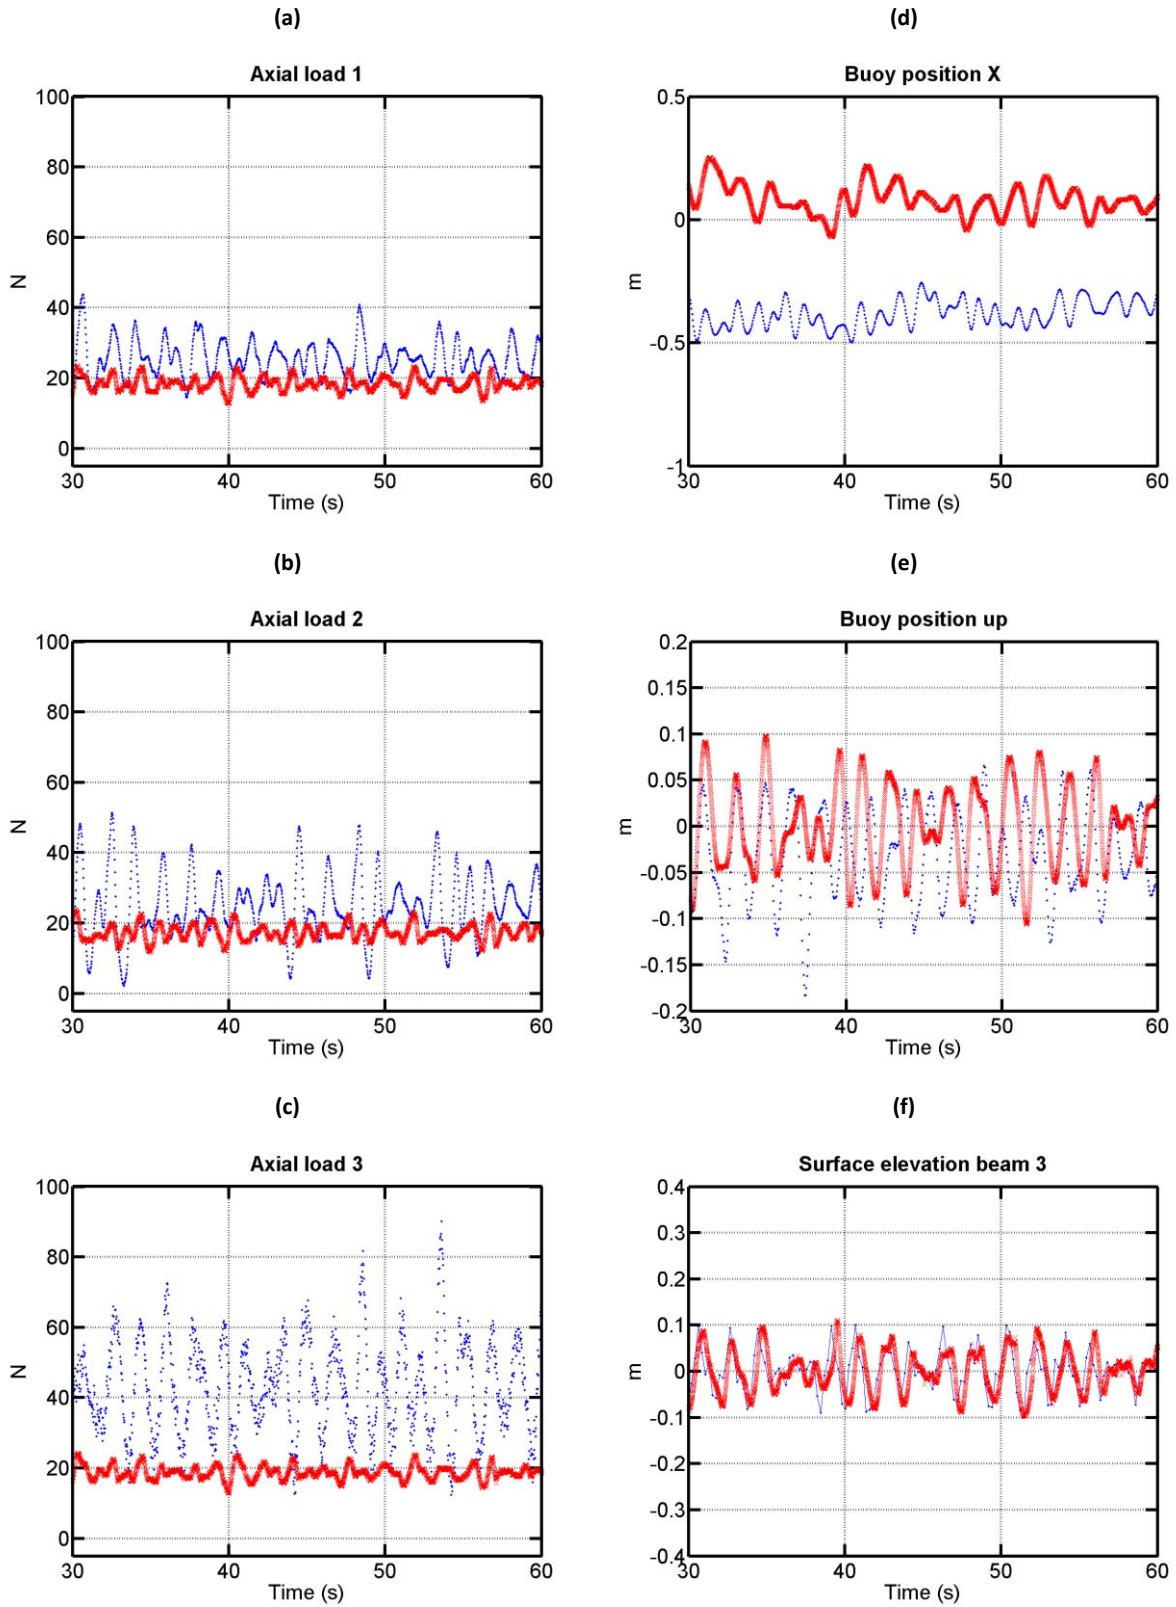 (a)
Axial load 1
100
80
60
40
20
0
N
30 40 50 60
Time (s)
(d)
Buoy position X
0.5
0
-0.5
-1
m
30 40 50 60
Time (s)
(b)
Axial load 2
100
80
60
40
20
0
N
30 40 50 60
Time (s)
(e)
Buoy position up
0.2
0.15
0.1
0.05
0
-0.05
-0.1
-0.15
-0.2
m
30 40 50 60
Time (s)
(c)
Axial load 3
100
80
60
40
20
0
N
30 40 50 60
Time (s)
(f)
Surface elevation beam 3
0.4
0.3
0.2
0.1
0
-0.1
-0.2
-0.3
-0.4
m
30 40 50 60
Time (s)